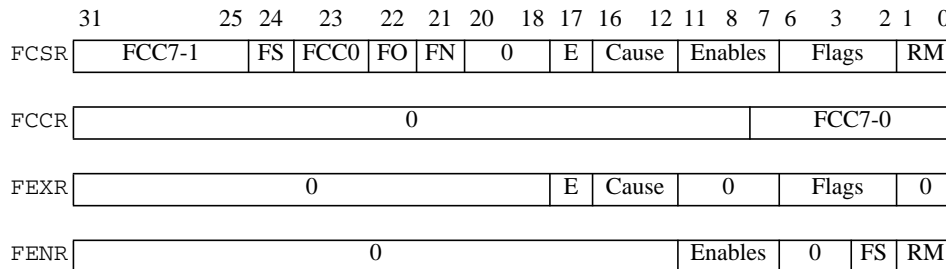 31 25 24 23 22 21 20 18 17 16 12 11 8 7 6 3 2 1 0
FCSR FCC7-1 FS FCC0 FO FN 0 E Cause Enables Flags RM
FCCR 0 FCC7-0
FEXR 0 E Cause 0 Flags 0
FENR 0 Enables 0 FS RM